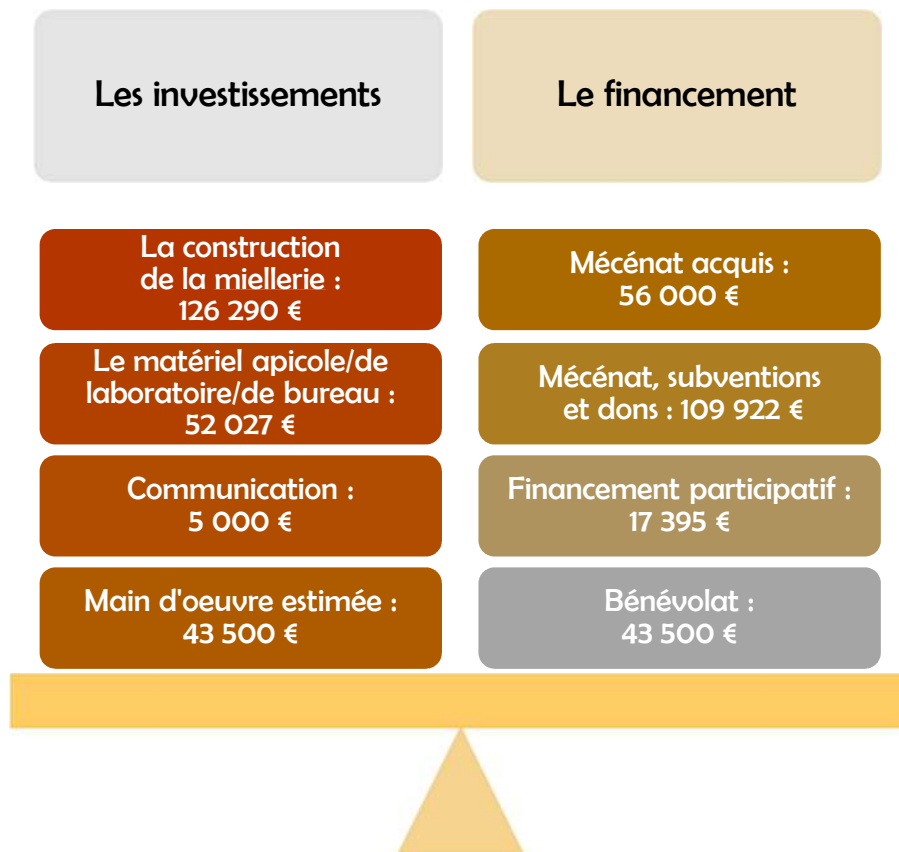 Les investissements
Le financement
La construction
de la miellerie :
126 290 €
Le matériel apicole/de
laboratoire/de bureau :
52 027 €
Communication :
5 000 €
Main d'oeuvre estimée :
43 500 €
Mécénat acquis :
56 000 €
Mécénat, subventions
et dons : 109 922 €
Financement participatif :
17 395 €
Bénévolat :
43 500 €